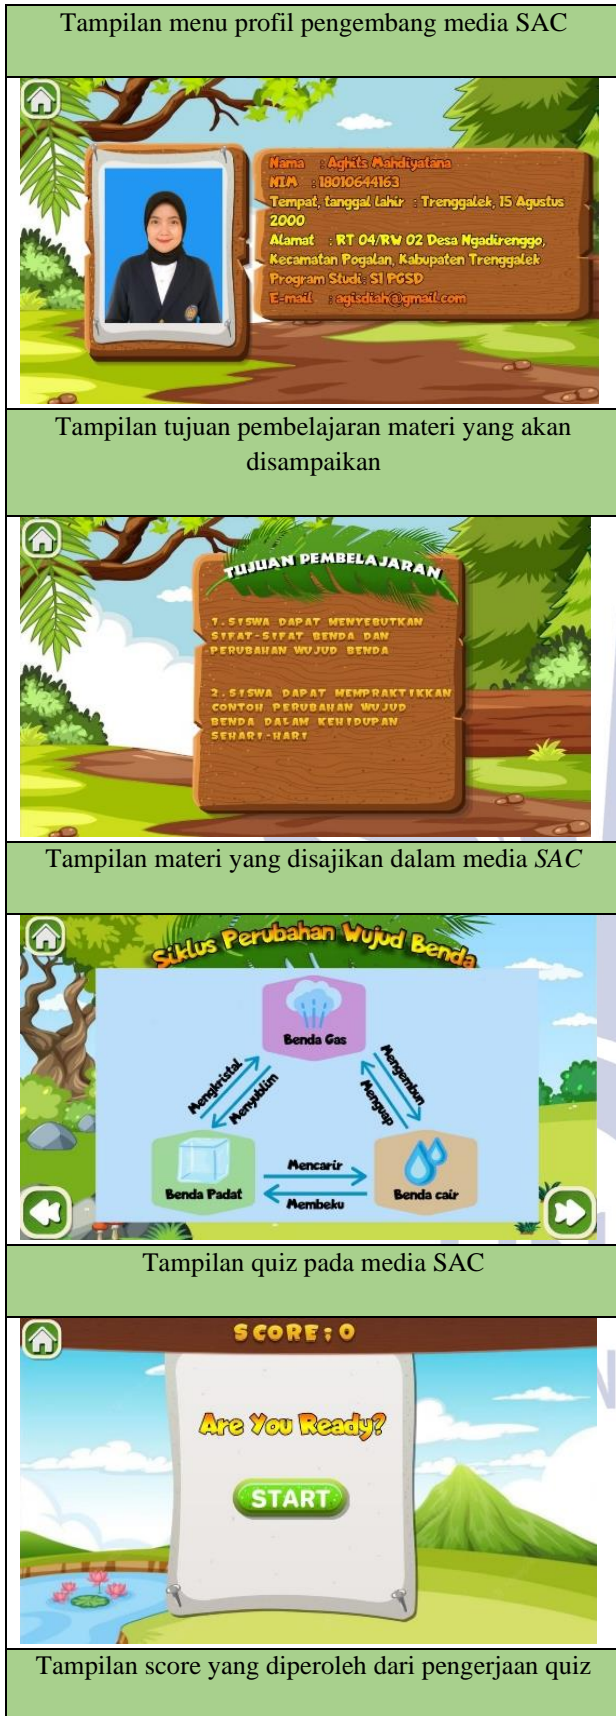 Tampilan menu profil pengembang media SAC
Nama : Aghits Mahdiyatana
NIM : 18010644163
Tempat, tanggal lahir : Trenggalek, 15 Agustus
2000
Alamat : RT 04/RW 02 Desa Ngadirenggo,
Kecamatan Pogalan, Kabupaten Trenggalek
Program Studi: S1 PGSD
E-mail : agisdiah@gmail.com
Tampilan tujuan pembelajaran materi yang akan
disampaikan
TUJUAN PEMBELAJARAN
1. SISWA DAPAT MENYEBUTKAN
SIFAT-SIFAT BENDA DAN
PERUBAHAN WUJUD BENDA
2. SISWA DAPAT MEMPRAKTIKKAN
CONTOH PERUBAHAN WUJUD
BENDA DALAM KEHIDUPAN
SEHARI-HARI
Tampilan materi yang disajikan dalam media SAC
Siklus Perubahan Wujud Benda
Benda Gas
Mengkristal
Menyublim
Mengembun
Menguap
Mencarir
Benda Padat
Membeku
Benda cair
Tampilan quiz pada media SAC
SCORE; 0
Are You Ready?
START
Tampilan score yang diperoleh dari pengerjaan quiz